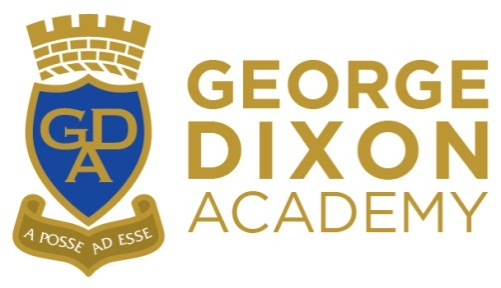 GDA
A POSSE AD ESSE
GEORGE
DIXON
ACADEMY